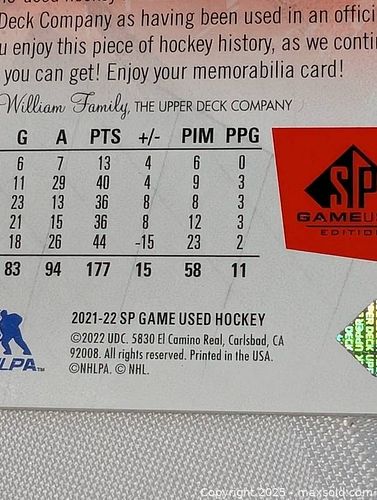 Deck Company as having been used in an offici
u enjoy this piece of hockey history, as we contin
you can get! Enjoy your memorabilia card!
William Family, THE UPPER DECK COMPANY
G A PTS +/- PIM PPG
6 7 13 4 6 0
11 29 40 4 9 3
23 13 36 8 8 3
21 15 36 8 12 3
18 26 44 -15 23 2
83 94 177 15 58 11
SP
GAME USED
EDITION
2021-22 SP GAME USED HOCKEY
©2022 UDC. 5830 El Camino Real, Carlsbad, CA
92008. All rights reserved. Printed in the USA.
©NHLPA. © NHL.
HLPA™
Copyright 2025 - maxsold.com